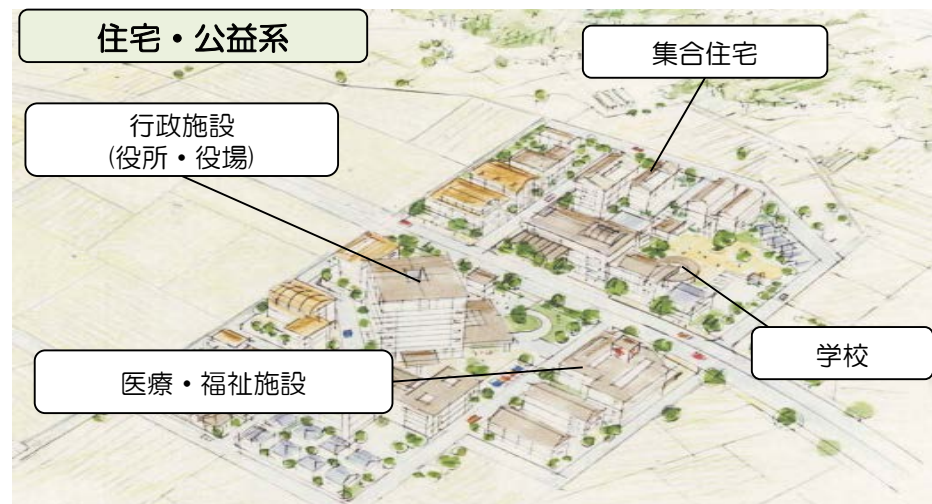 住宅・公益系
集合住宅
行政施設
(役所・役場)
学校
医療・福祉施設